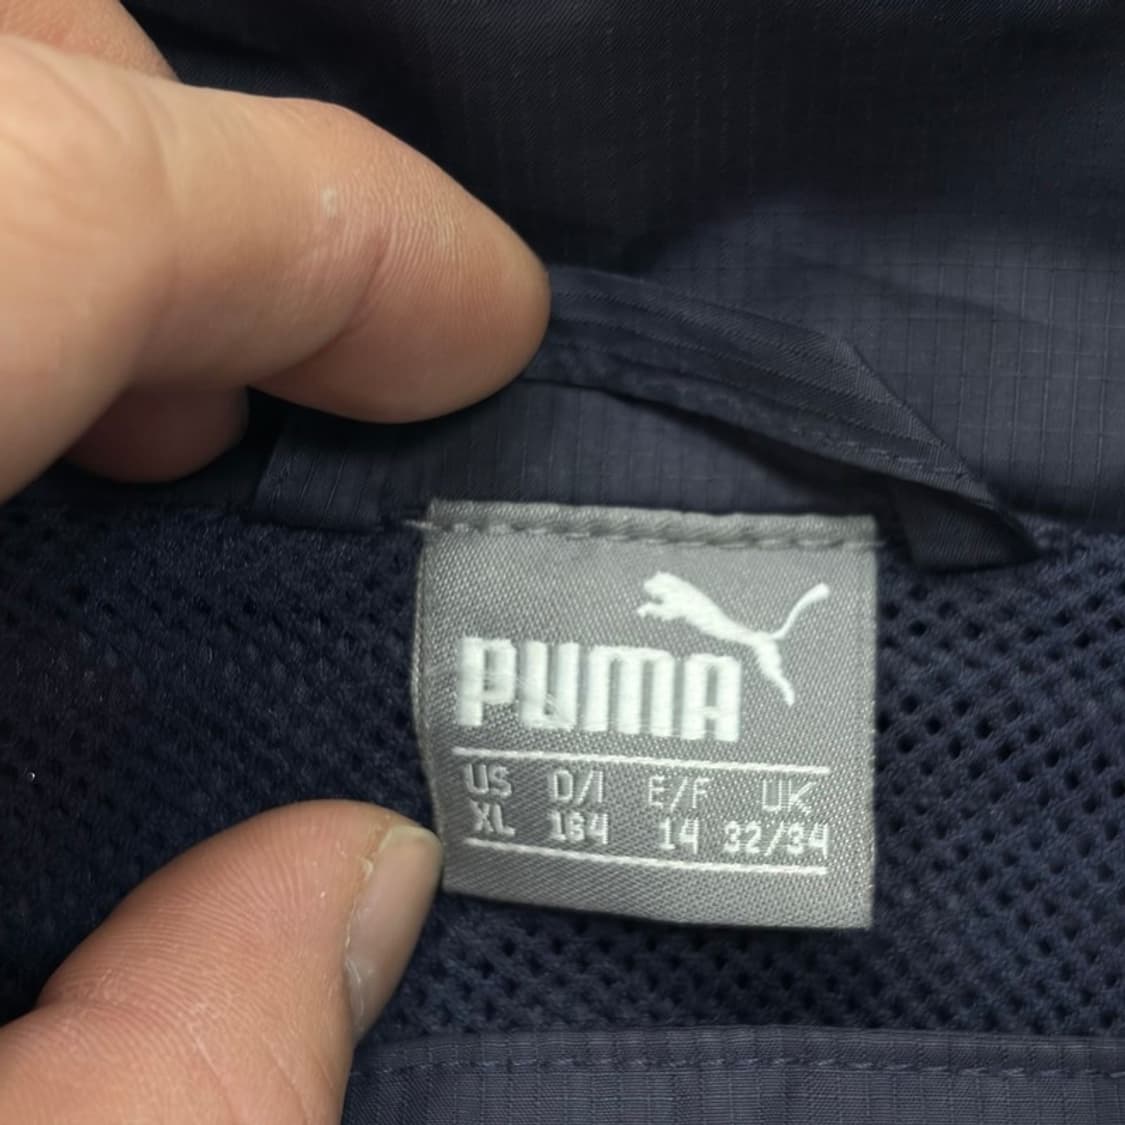 PUMA
US D/I E/F UK
XL 164 14 32/34